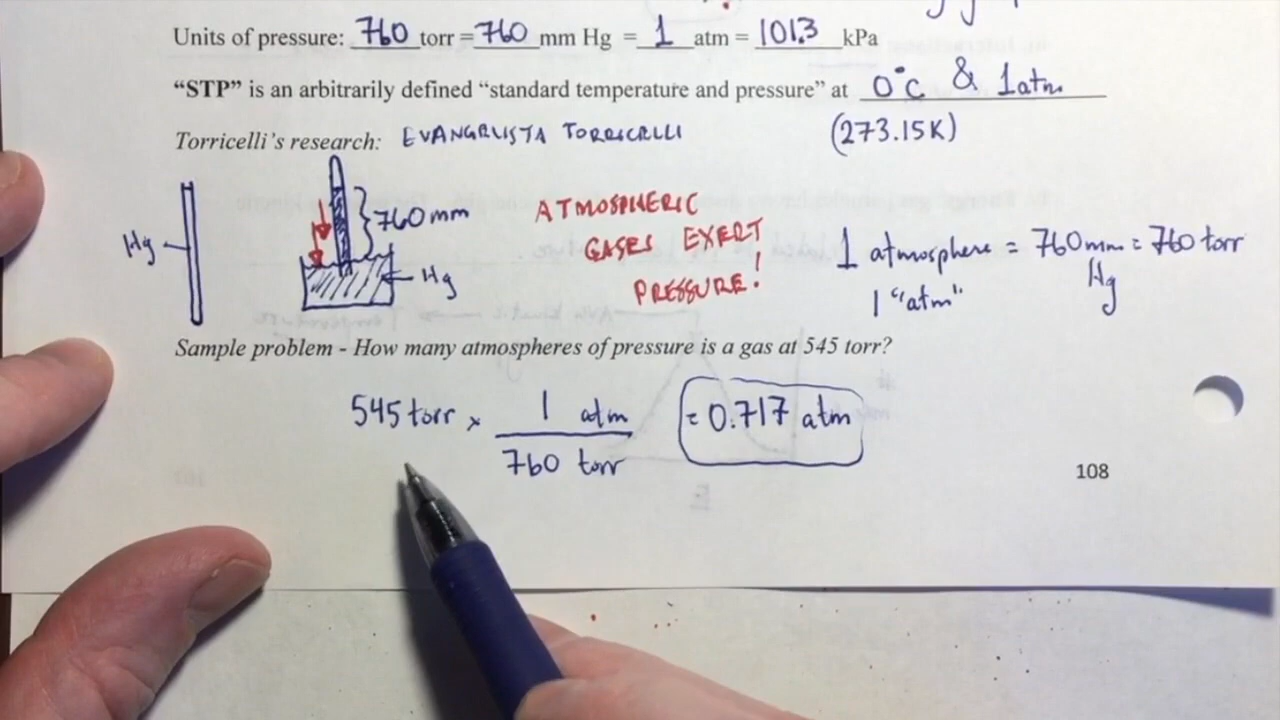 Units of pressure: 760 torr = 760 mm Hg = 1 atm = 101.3 kPa
“STP” is an arbitrarily defined “standard temperature and pressure” at 0°C & 1atm
(273.15K)
Torricelli’s research: EVANGELISTA TORRICELLI
Hg
760mm
Hg
ATMOSPHERIC
GASES EXERT
PRESSURE!
1 atmosphere = 760mm = 760 torr
Hg
1 “atm”
Sample problem - How many atmospheres of pressure is a gas at 545 torr?
545 torr x 1 atm = 0.717 atm
760 torr
108